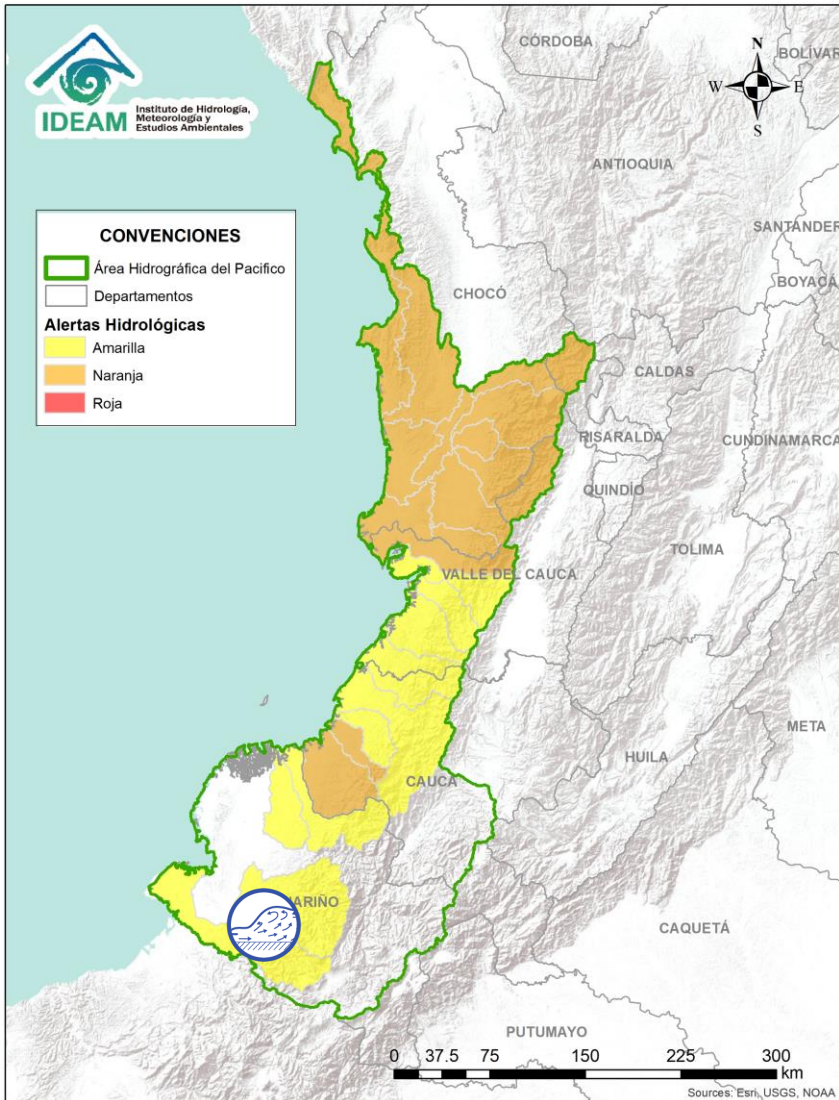 IDEAM
Instituto de Hidrología,
Meteorología y
Estudios Ambientales
CÓRDOBA
BOLÍVAR
N
W
E
S
ANTIOQUIA
CONVENCIONES
Área Hidrográfica del Pacifico
Departamentos
Alertas Hidrológicas
Amarilla
Naranja
Roja
SANTANDER
BOYACÁ
CHOCÓ
CALDAS
RISARALDA
CUNDINAMARCA
QUINDÍO
TOLIMA
VALLE DEL CAUCA
META
HUILA
CAUCA
ARIÑO
CAQUETÁ
PUTUMAYO
0 37.5 75 150 225 300
km
Sources: Esri, USGS, NOAA